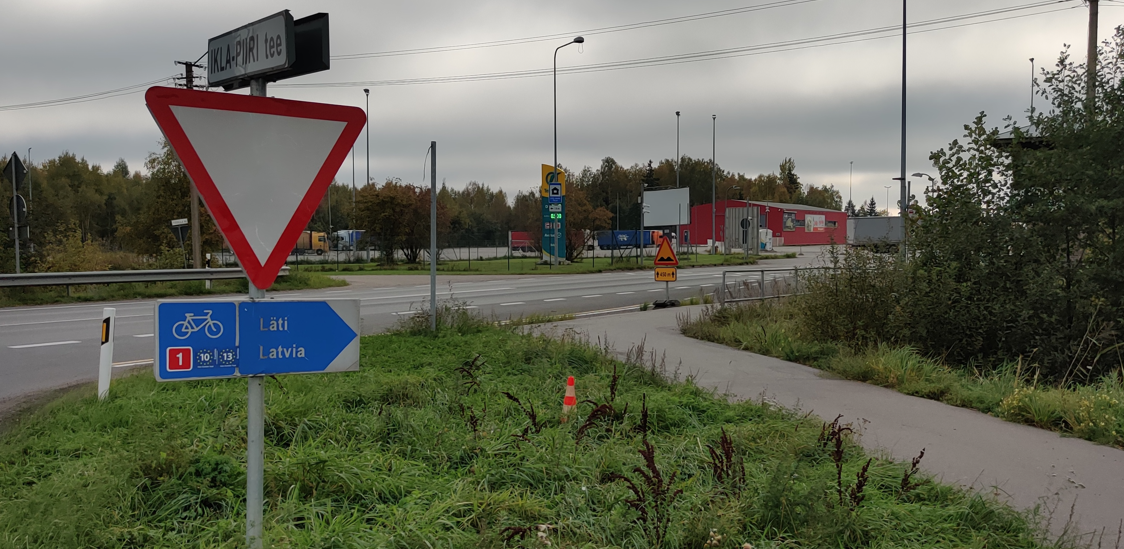 IKLA-PIIRI tee
Läti
Latvia
1 10 13